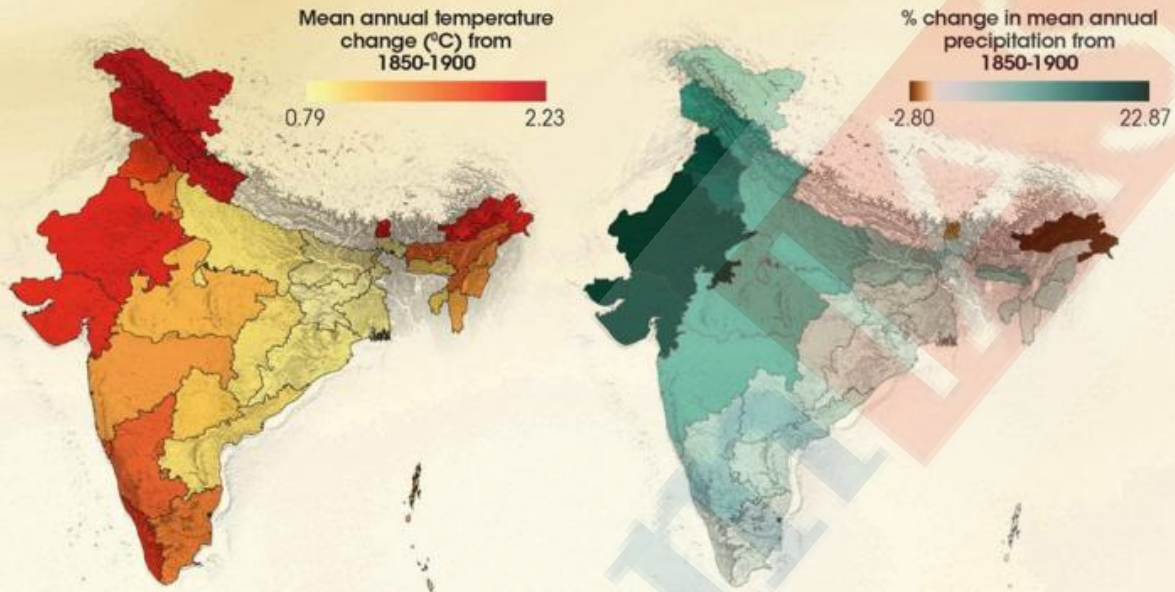 Mean annual temperature
change (ºC) from
1850-1900
0.79 2.23
% change in mean annual
precipitation from
1850-1900
-2.80 22.87